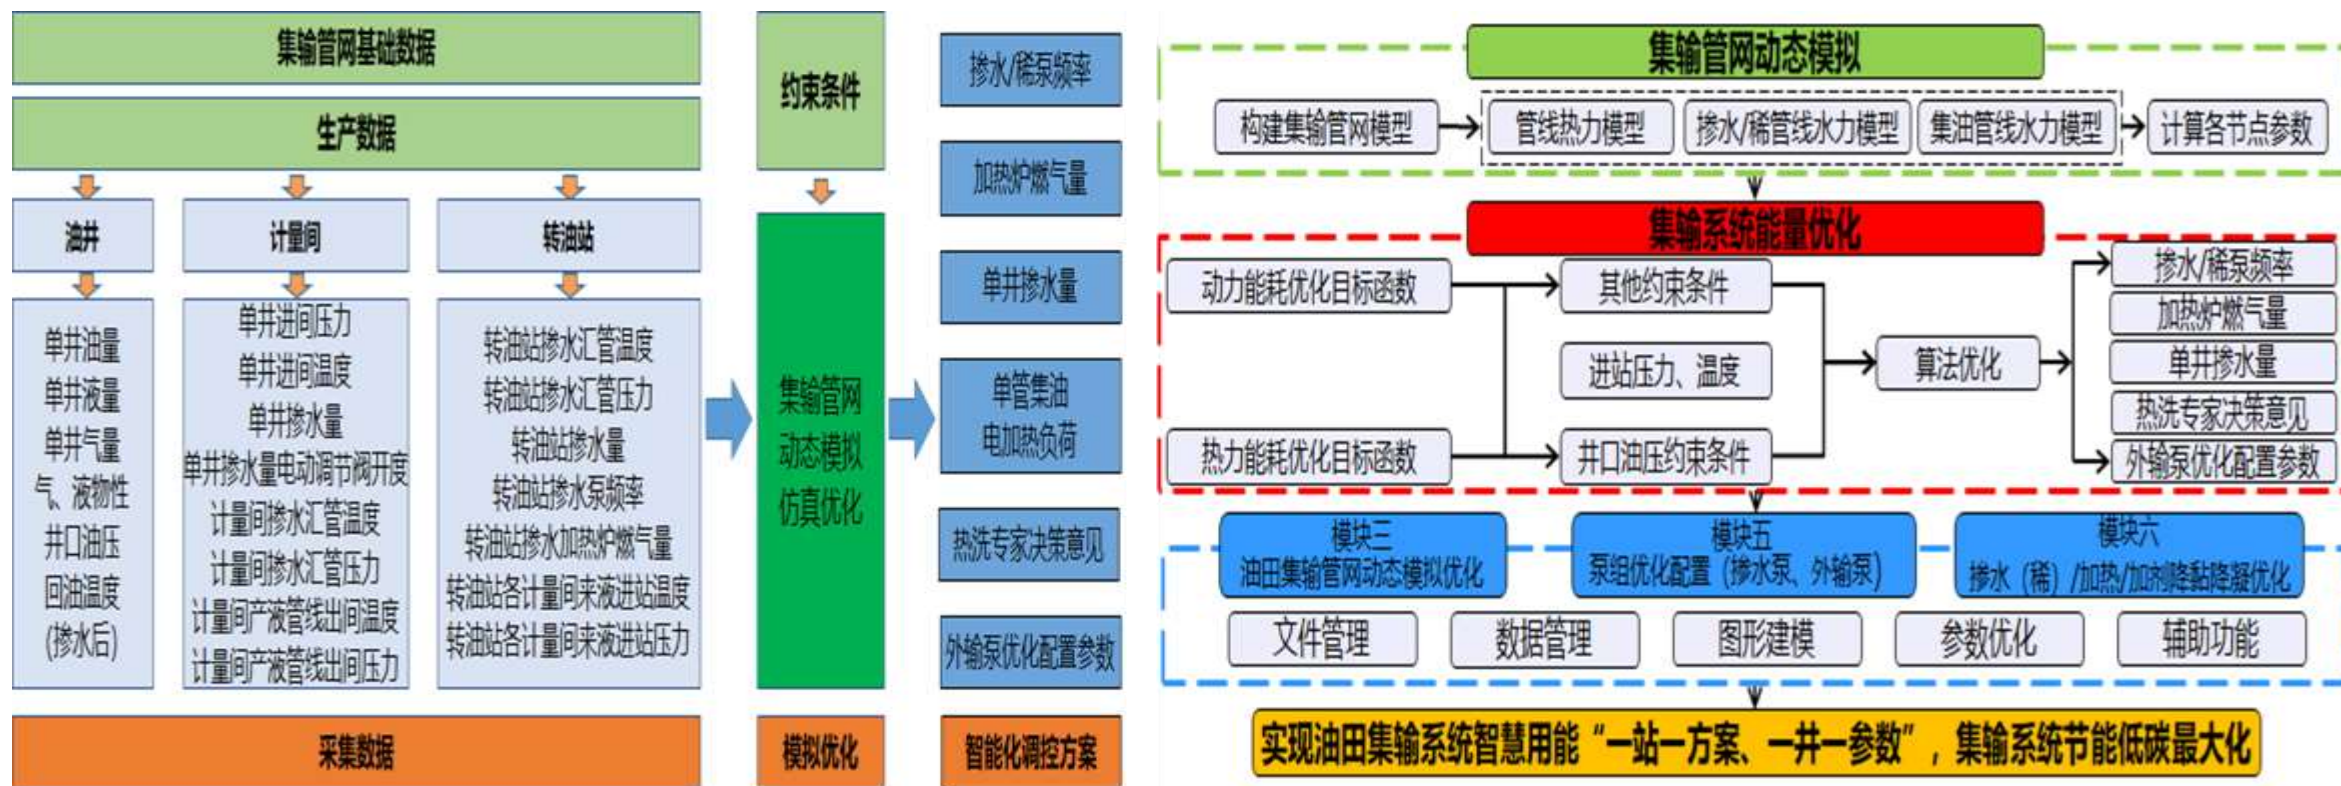 集输管网基础数据
生产数据
油井
计量间
转油站
单井油量
单井液量
单井气量
气、液物性
井口油压
回油温度
(掺水后)
单井进间压力
单井进间温度
单井掺水量
单井掺水量电动调节阀开度
计量间掺水汇管温度
计量间掺水汇管压力
计量间产液管线出间温度
计量间产液管线出间压力
转油站掺水汇管温度
转油站掺水汇管压力
转油站掺水量
转油站掺水泵频率
转油站掺水加热炉燃气量
转油站各计量间来液进站温度
转油站各计量间来液进站压力
采集数据
约束条件
集输管网
动态模拟
仿真优化
模拟优化
掺水/稀泵频率
加热炉燃气量
单井掺水量
单管集油
电加热负荷
热洗专家决策意见
外输泵优化配置参数
智能化调控方案
集输管网动态模拟
构建集输管网模型
管线热力模型
掺水/稀管线水力模型
集油管线水力模型
计算各节点参数
集输系统能量优化
动力能耗优化目标函数
热力能耗优化目标函数
其他约束条件
进站压力、温度
井口油压约束条件
算法优化
掺水/稀泵频率
加热炉燃气量
单井掺水量
热洗专家决策意见
外输泵优化配置参数
模块三
油田集输管网动态模拟优化
模块五
泵组优化配置（掺水泵、外输泵）
模块六
掺水（稀）/加热/加剂降黏降凝优化
文件管理
数据管理
图形建模
参数优化
辅助功能
实现油田集输系统智慧用能“一站一方案、一井一参数”，集输系统节能低碳最大化